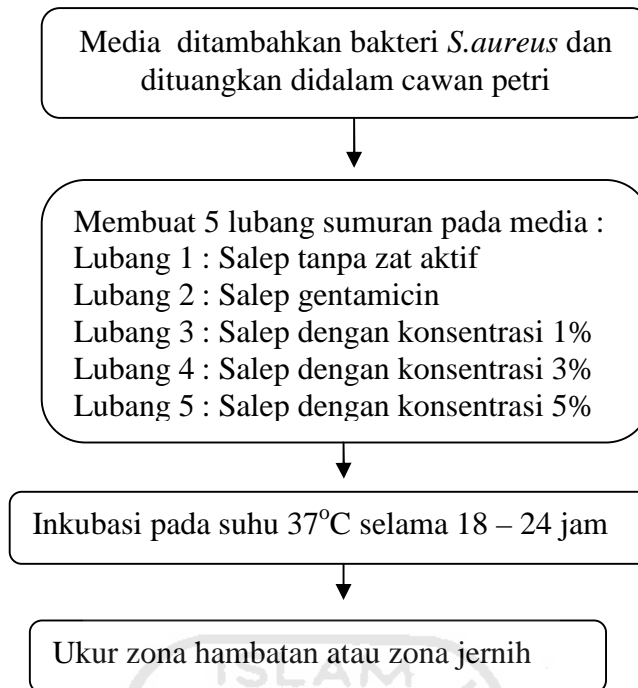 Media ditambahkan bakteri S.aureus dan
dituangkan didalam cawan petri
Membuat 5 lubang sumuran pada media :
Lubang 1 : Salep tanpa zat aktif
Lubang 2 : Salep gentamicin
Lubang 3 : Salep dengan konsentrasi 1%
Lubang 4 : Salep dengan konsentrasi 3%
Lubang 5 : Salep dengan konsentrasi 5%
Inkubasi pada suhu 37°C selama 18 – 24 jam
Ukur zona hambatan atau zona jernih
ISLAM